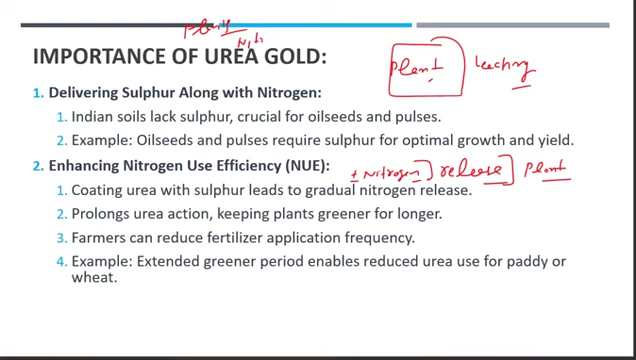 Plant
Nit
IMPORTANCE OF UREA GOLD:
Plant
Leaching
1. Delivering Sulphur Along with Nitrogen:
1. Indian soils lack sulphur, crucial for oilseeds and pulses.
2. Example: Oilseeds and pulses require sulphur for optimal growth and yield.
2. Enhancing Nitrogen Use Efficiency (NUE):
+ Nitrogen] release] Plant
1. Coating urea with sulphur leads to gradual nitrogen release.
2. Prolongs urea action, keeping plants greener for longer.
3. Farmers can reduce fertilizer application frequency.
4. Example: Extended greener period enables reduced urea use for paddy or
wheat.